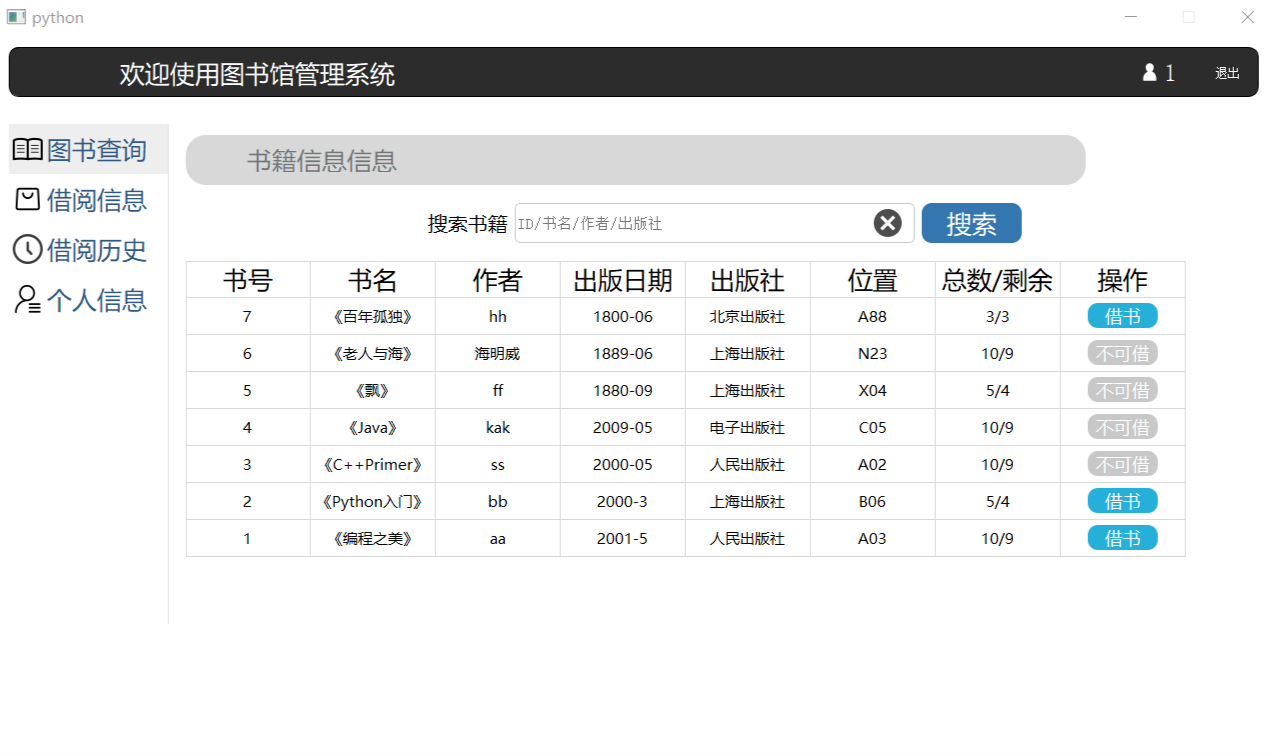 python
欢迎使用图书馆管理系统 1 退出
图书查询
借阅信息
借阅历史
个人信息
书籍信息信息
搜索书籍 ID/书名/作者/出版社 搜索
书号 书名 作者 出版日期 出版社 位置 总数/剩余 操作
7 《百年孤独》 hh 1800-06 北京出版社 A88 3/3 借书
6 《老人与海》 海明威 1889-06 上海出版社 N23 10/9 不可借
5 《飘》 ff 1880-09 上海出版社 X04 5/4 不可借
4 《Java》 kak 2009-05 电子出版社 C05 10/9 不可借
3 《C++Primer》 ss 2000-05 人民出版社 A02 10/9 不可借
2 《Python入门》 bb 2000-3 上海出版社 B06 5/4 借书
1 《编程之美》 aa 2001-5 人民出版社 A03 10/9 借书